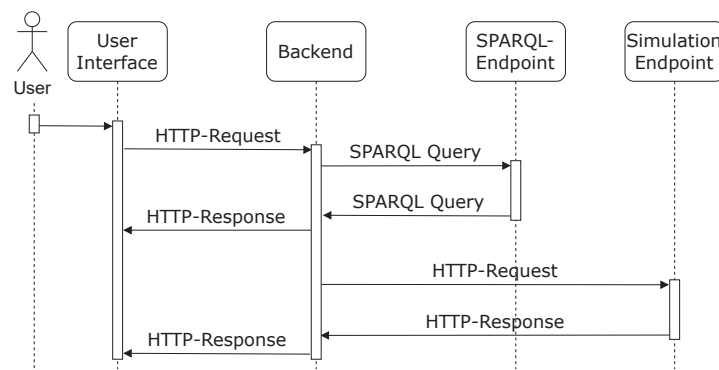 User
User
Interface
Backend
SPARQL-
Endpoint
Simulation
Endpoint
HTTP-Request
SPARQL Query
SPARQL Query
HTTP-Response
HTTP-Request
HTTP-Response
HTTP-Response